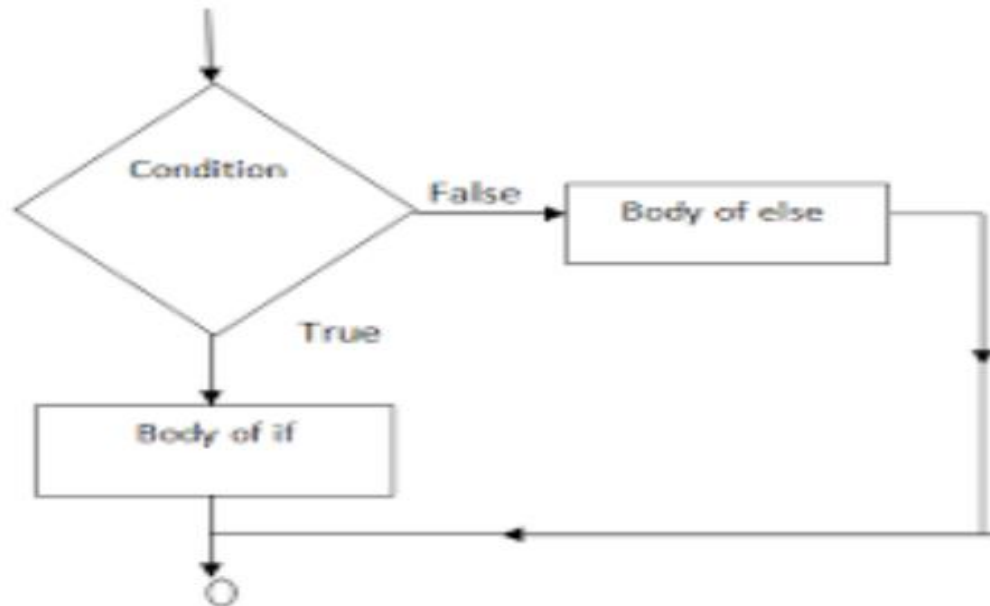 Condition
False
Body of else
True
Body of if